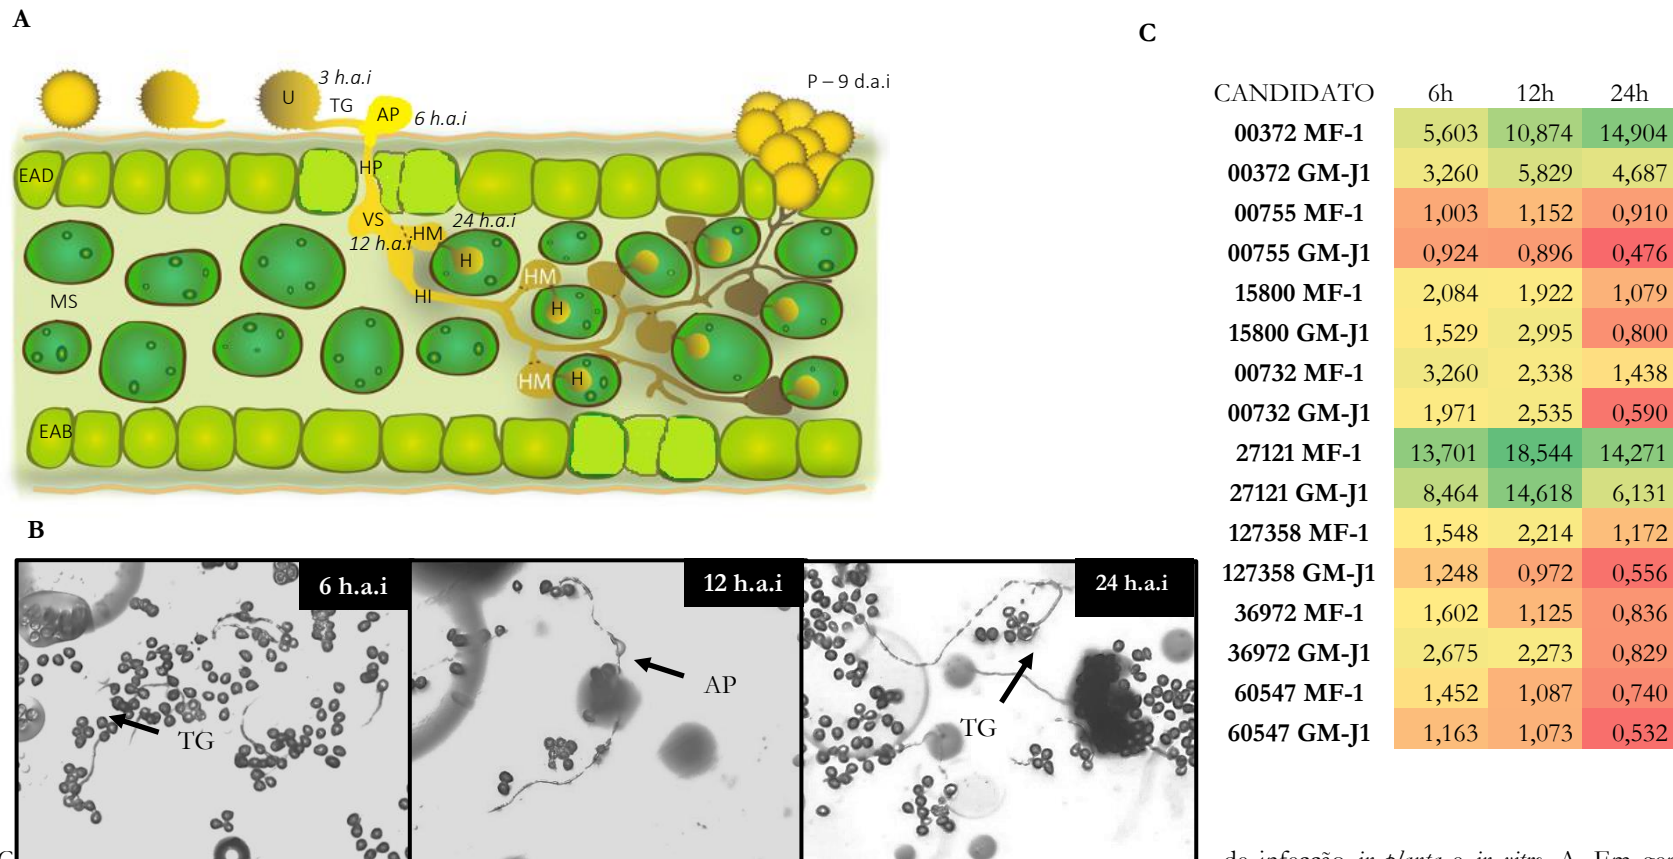 A
3 h.a.i
U
TG
AP
6 h.a.i
P – 9 d.a.i
EAD
HP
VS
24 h.a.i
12 h.a.i
HM
H
HM
MS
HI
H
HM
H
EAB
B
6 h.a.i
TG
12 h.a.i
AP
24 h.a.i
TG
C
CANDIDATO 6h 12h 24h
00372 MF-1 5,603 10,874 14,904
00372 GM-J1 3,260 5,829 4,687
00755 MF-1 1,003 1,152 0,910
00755 GM-J1 0,924 0,896 0,476
15800 MF-1 2,084 1,922 1,079
15800 GM-J1 1,529 2,995 0,800
00732 MF-1 3,260 2,338 1,438
00732 GM-J1 1,971 2,535 0,590
27121 MF-1 13,701 18,544 14,271
27121 GM-J1 8,464 14,618 6,131
127358 MF-1 1,548 2,214 1,172
127358 GM-J1 1,248 0,972 0,556
36972 MF-1 1,602 1,125 0,836
36972 GM-J1 2,675 2,273 0,829
60547 MF-1 1,452 1,087 0,740
60547 GM-J1 1,163 1,073 0,532
de infecção in planta e in vitro. A. Em